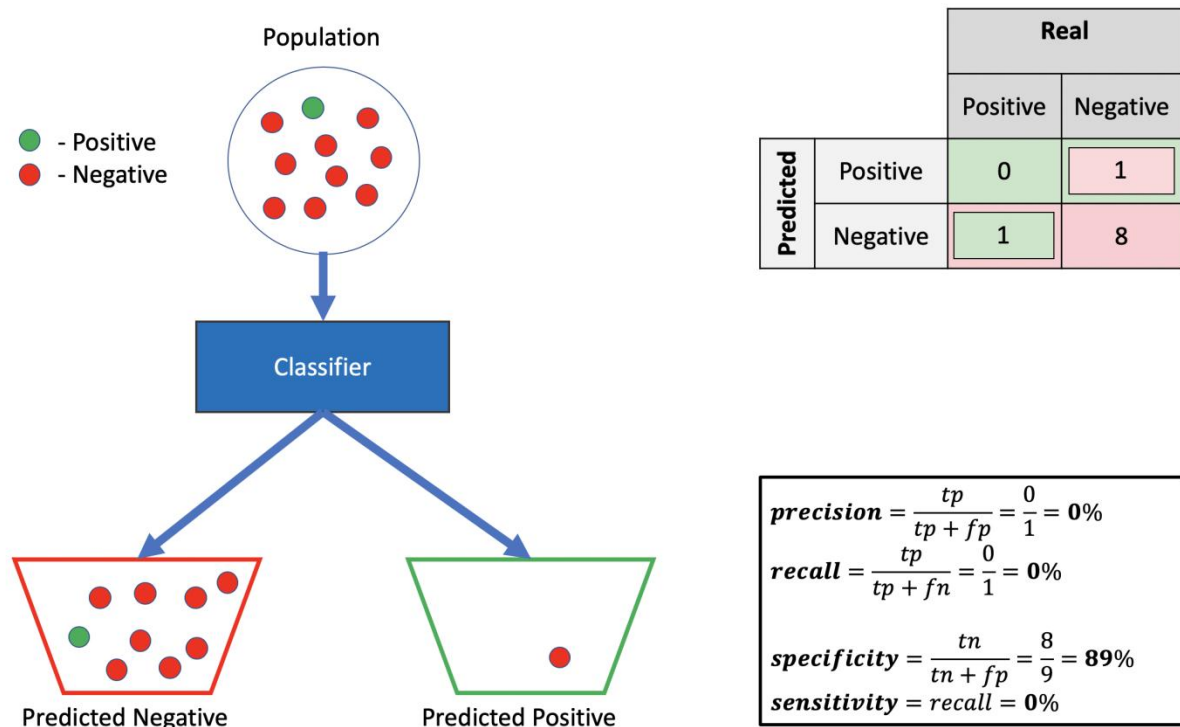 Population
- Positive
- Negative
Classifier
Predicted Negative
Predicted Positive
Real
Positive Negative
Predicted
Positive 0 1
Negative 1 8
precision = tp / (tp + fp) = 0/1 = 0%
recall = tp / (tp + fn) = 0/1 = 0%
specificity = tn / (tn + fp) = 8/9 = 89%
sensitivity = recall = 0%